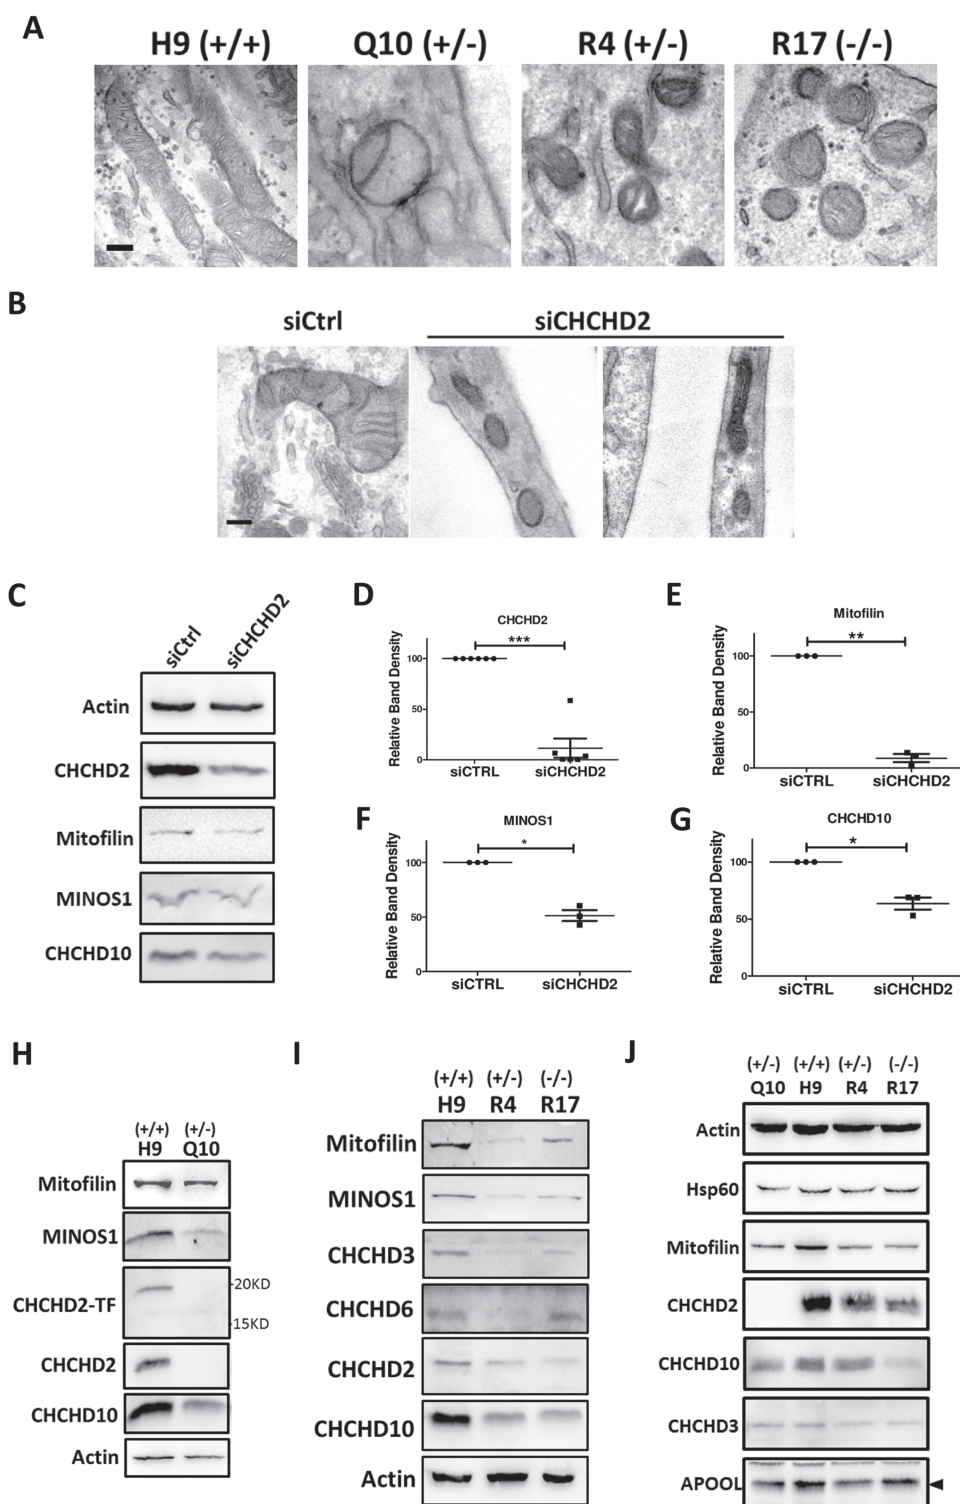 A
H9 (+/+) Q10 (+/-) R4 (+/-) R17 (-/-)
B
siCtrl siCHCHD2
C
siCtrl siCHCHD2
Actin
CHCHD2
Mitofilin
MINOS1
CHCHD10
D
CHCHD2
***
Relative Band Density
100
50
0
siCTRL siCHCHD2
E
Mitofilin
**
Relative Band Density
100
50
0
siCTRL siCHCHD2
F
MINOS1
*
Relative Band Density
100
50
0
siCTRL siCHCHD2
G
CHCHD10
*
Relative Band Density
100
50
0
siCTRL siCHCHD2
H
(+/+) (+/-)
H9 Q10
Mitofilin
MINOS1
CHCHD2-TF
-20KD
-15KD
CHCHD2
CHCHD10
Actin
I
(+/+) (+/-) (-/-)
H9 R4 R17
Mitofilin
MINOS1
CHCHD3
CHCHD6
CHCHD2
CHCHD10
Actin
J
(+/-) (+/+) (+/-) (-/-)
Q10 H9 R4 R17
Actin
Hsp60
Mitofilin
CHCHD2
CHCHD10
CHCHD3
APOOL